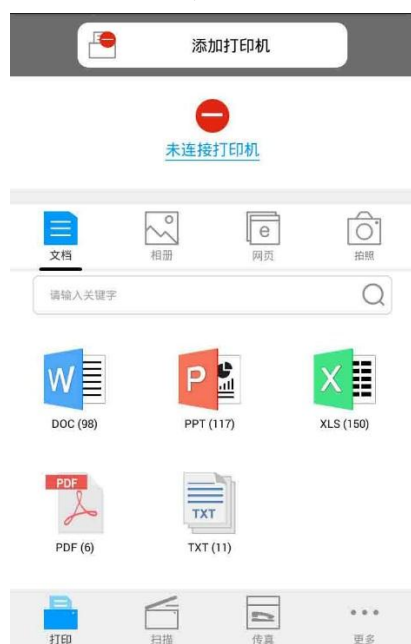 添加打印机
未连接打印机
文档 相册 网页 拍照
请输入关键字
DOC (98) PPT (117) XLS (150)
PDF
PDF (6) TXT (11)
TXT
打印 扫描 传真 更多